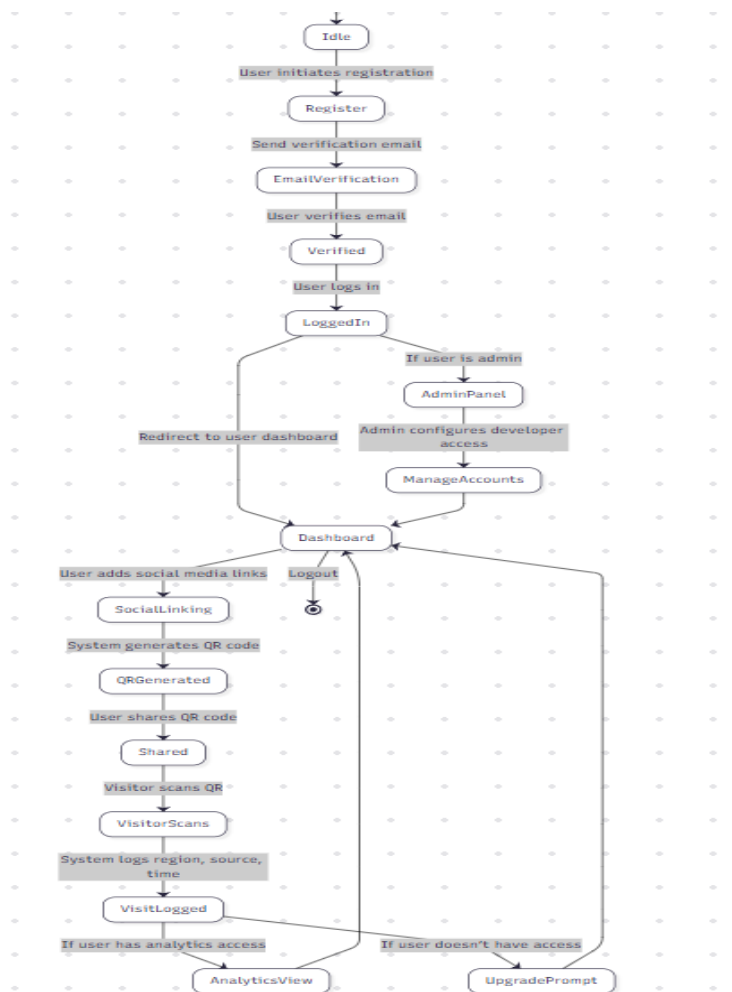 Idle
User initiates registration
Register
Send verification email
EmailVerification
User verifies email
Verified
User logs in
LoggedIn
If user is admin
AdminPanel
Redirect to user dashboard
Admin configures developer
access
ManageAccounts
Dashboard
User adds social media links
Logout
SocialLinking
System generates QR code
QRGenerated
User shares QR code
Shared
Visitor scans QR
VisitorScans
System logs region, source,
time
VisitLogged
If user has analytics access
If user doesn't have access
AnalyticsView
UpgradePrompt